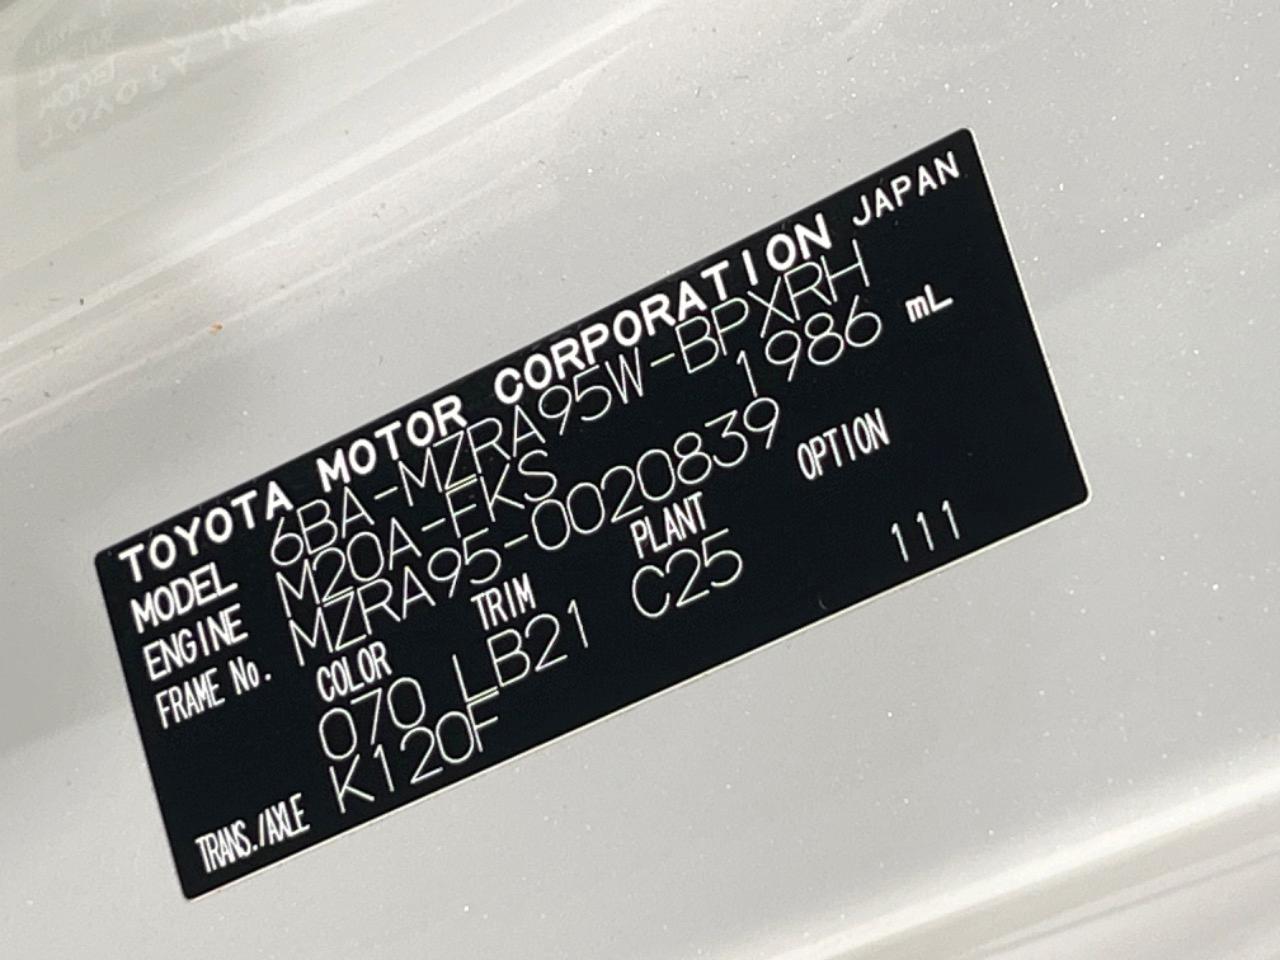 TOYOTA MOTOR CORPORATION JAPAN
MODEL 6BA-MZRA95W-BPXRH
ENGINE M20A-FKS 1986 mL
FRAME No. MZRA95-0020839
COLOR TRIM PLANT OPTION
070 LB21 C25 111
TRANS./AXLE K120F